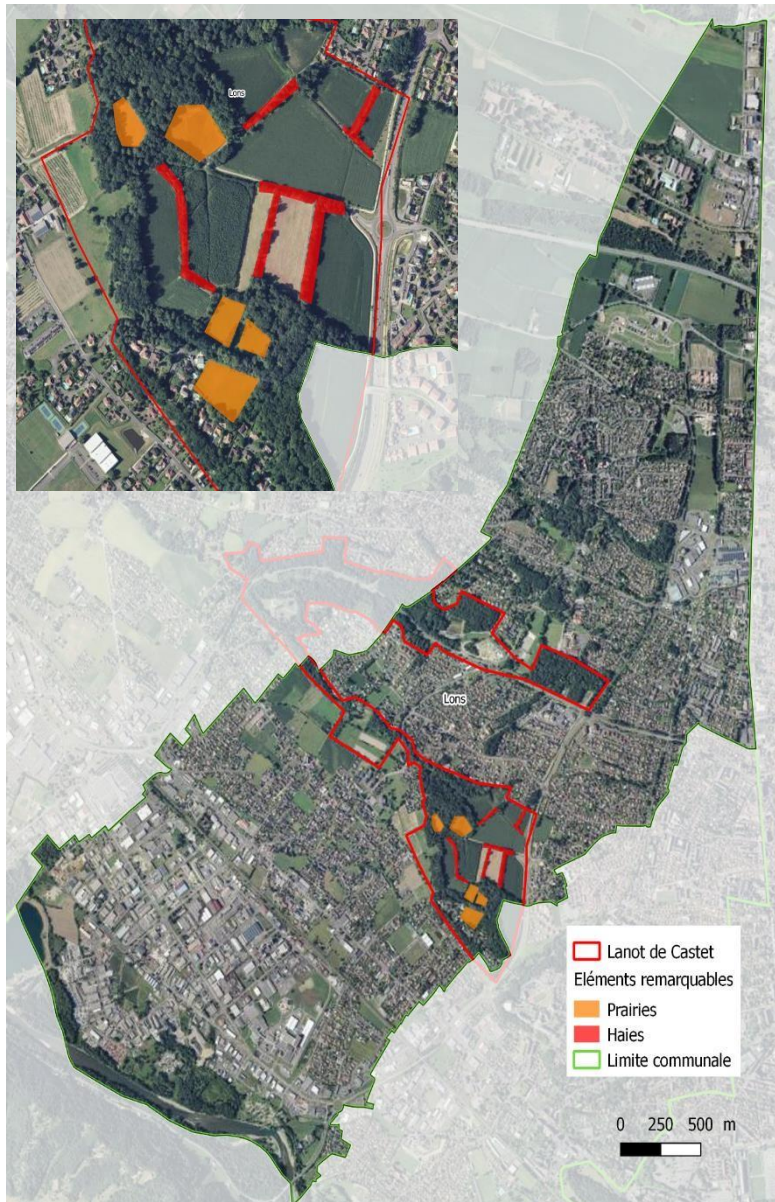 Lons
Lons
Lanot de Castet
Eléments remarquables
Prairies
Haies
Limite communale
0 250 500 m